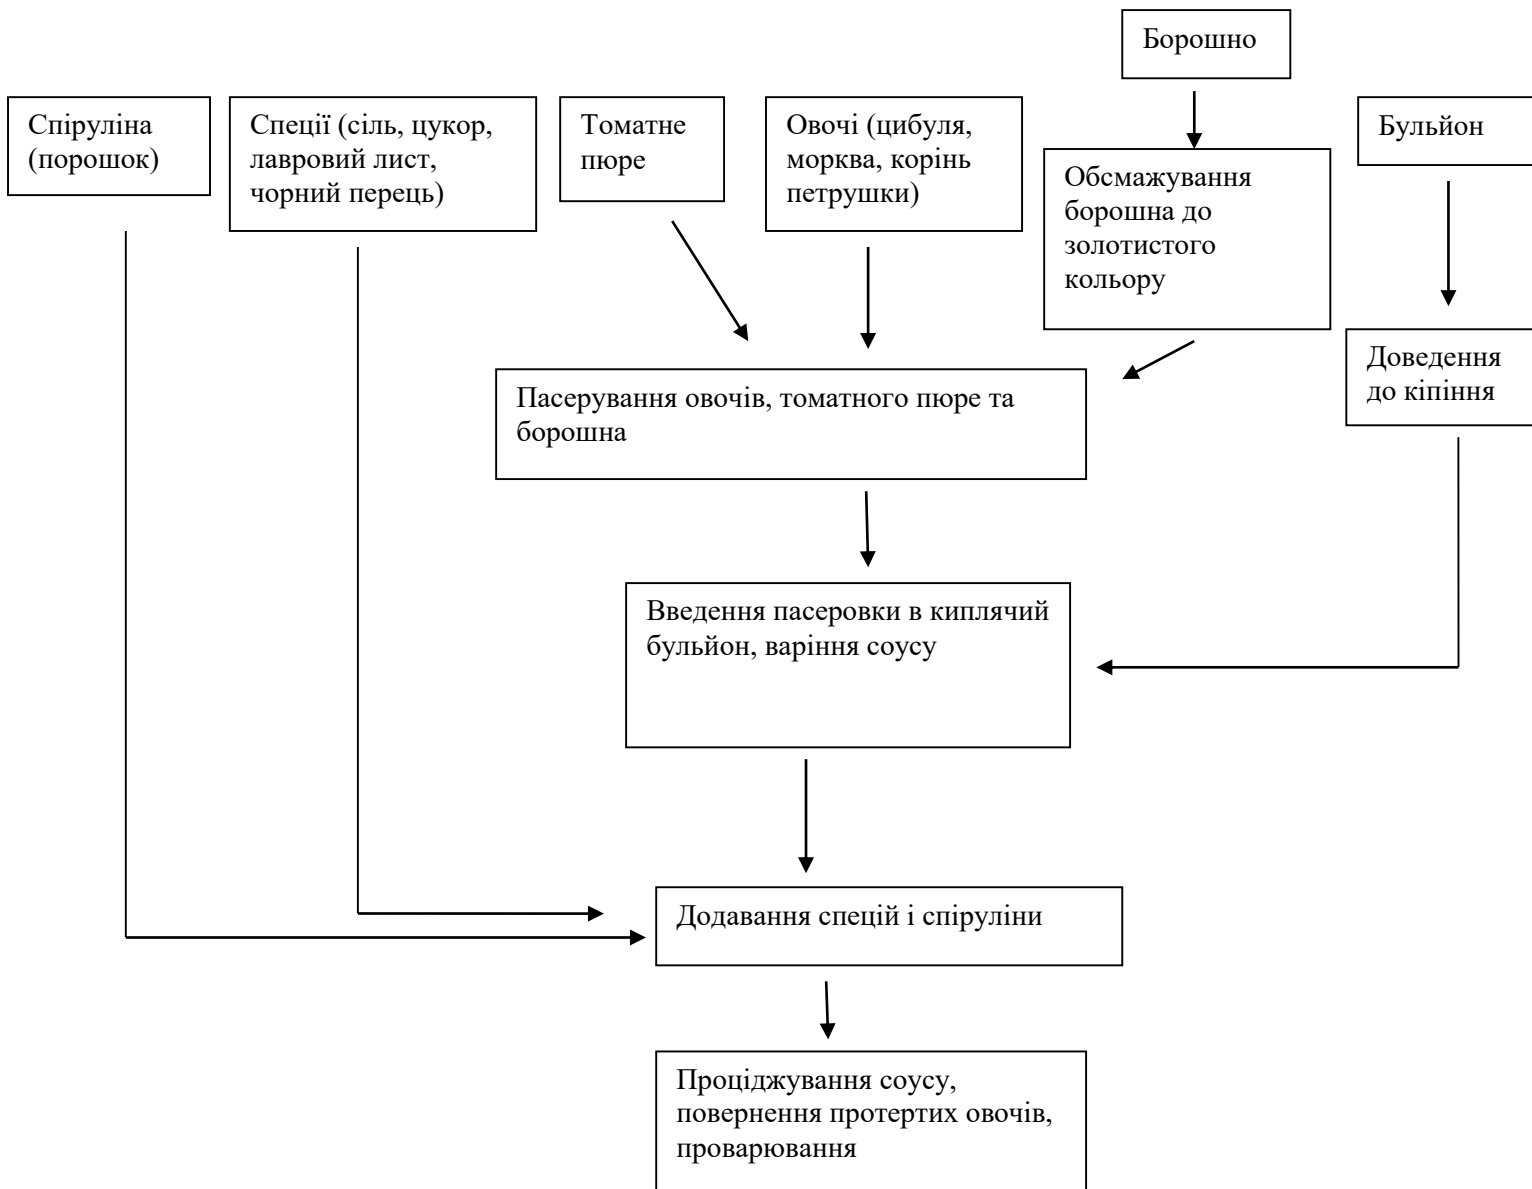 Борошно
Спіруліна
(порошок)
Спеції (сіль, цукор,
лавровий лист,
чорний перець)
Томатне
пюре
Овочі (цибуля,
морква, корінь
петрушки)
Бульйон
Обсмажування
борошна до
золотистого
кольору
Доведення
до кіпіння
Пасерування овочів, томатного пюре та
борошна
Введення пасеровки в киплячий
бульйон, варіння соусу
Додавання спецій і спіруліни
Проціджування соусу,
повернення протертих овочів,
проварювання